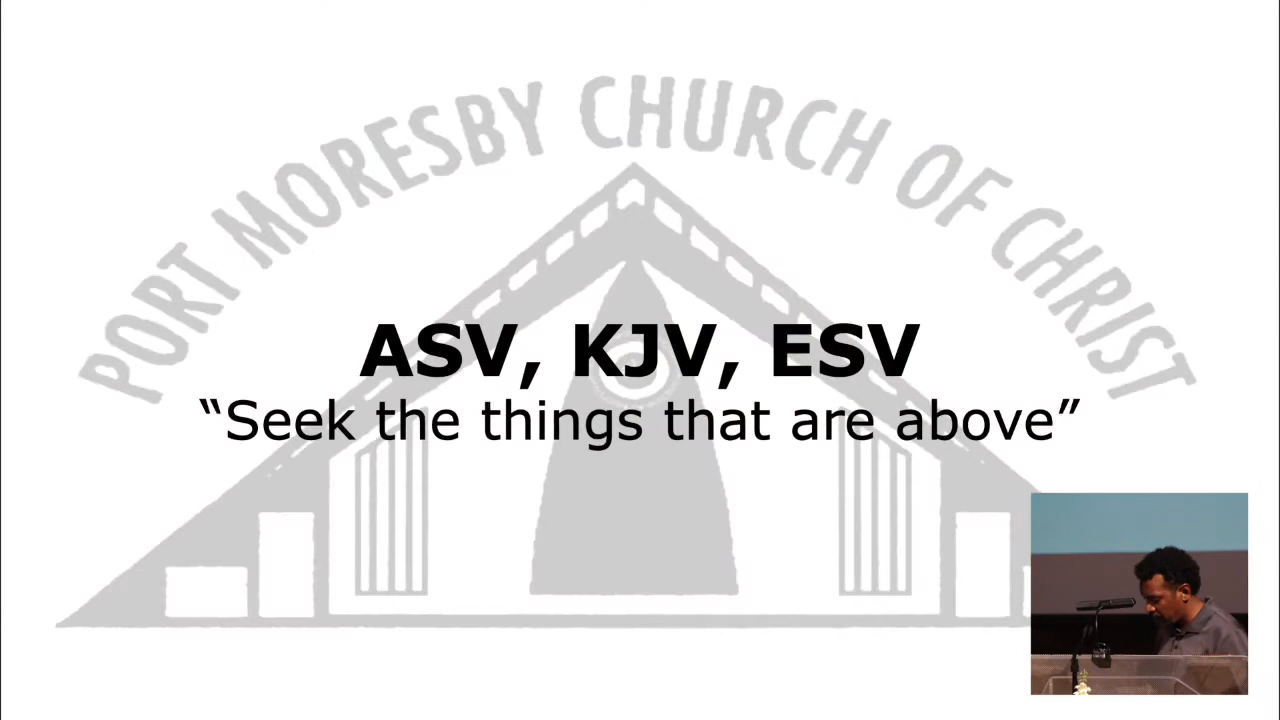 PORT MORESBY CHURCH OF CHRIST
ASV, KJV, ESV
“Seek the things that are above”